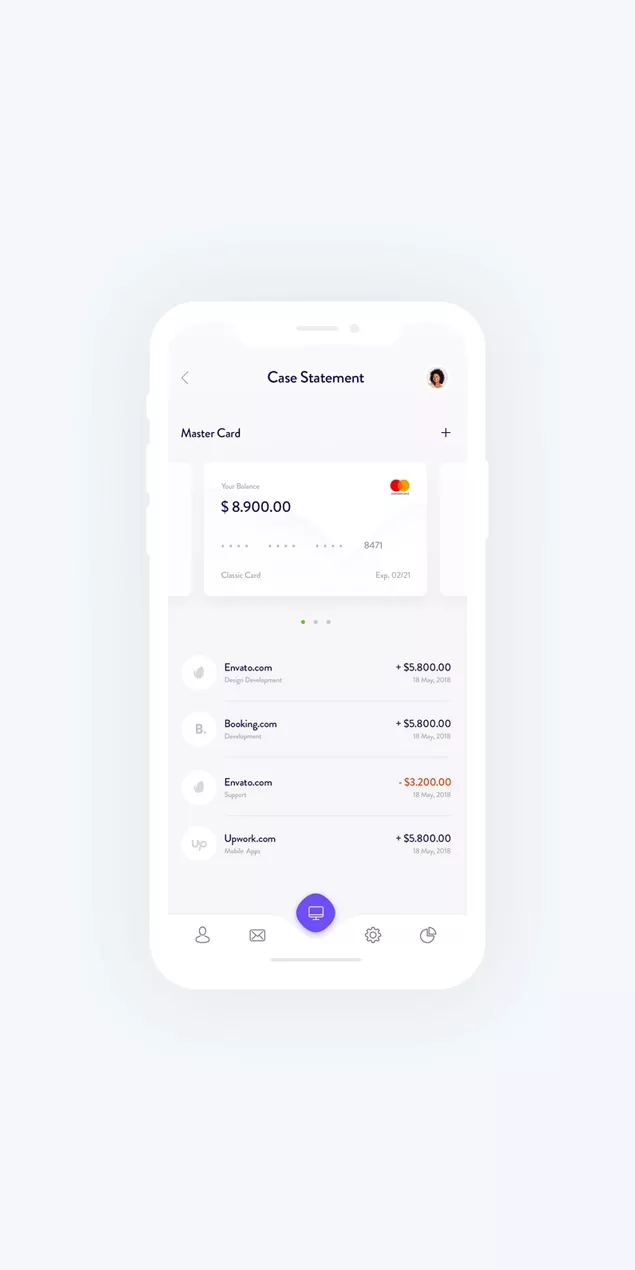 Case Statement
Master Card
Your Balance
$ 8.900.00
8471
Classic Card
Exp. 02/21
Envato.com
+ $5.800.00
Design Development
18 May, 2018
B.
Booking.com
+ $5.800.00
Development
18 May, 2018
Envato.com
- $3.200.00
Support
18 May, 2018
Up
Upwork.com
+ $5.800.00
Mobile Apps
18 May, 2018